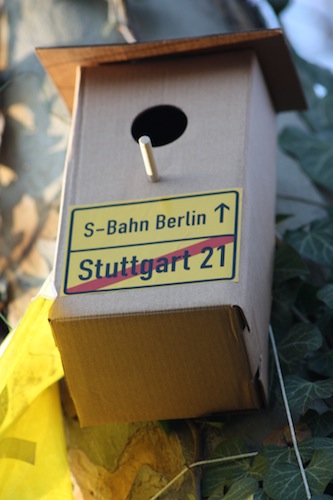 S-Bahn Berlin ↑
Stuttgart 21